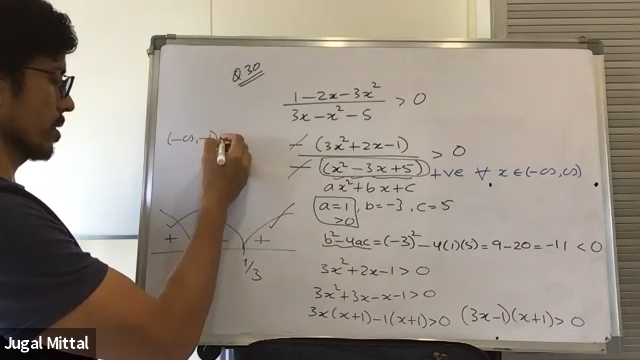 Q30
1-2x-3x² / 3x-x²-5 > 0
-(3x²+2x-1) / -(x²-3x+5) > 0
+ve ∀ x∈(-∞,∞)
ax²+bx+c
a=1, b=-3, c=5
>0
b²-4ac=(-3)²-4(1)(5)=9-20=-11<0
3x²+2x-1>0
3x²+3x-x-1>0
3x(x+1)-1(x+1)>0 (3x-1)(x+1)>0
(-∞,-1)
+ - +
1/3
Jugal Mittal